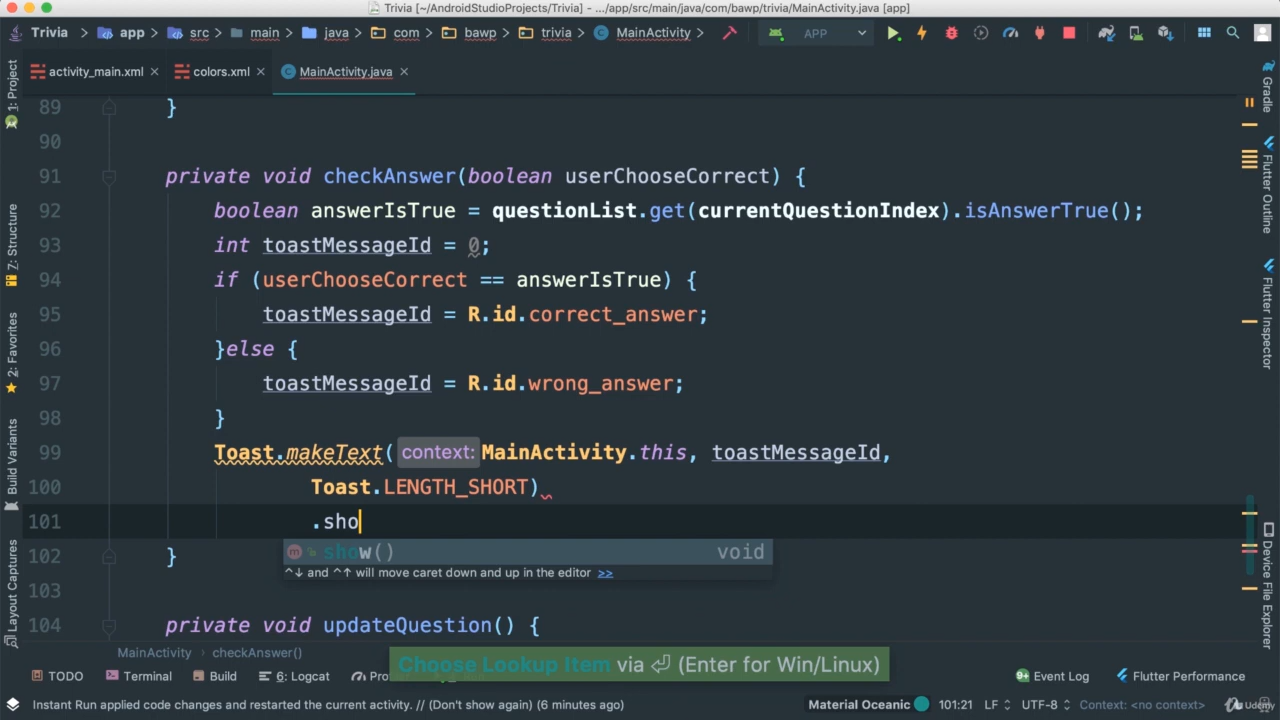 Trivia [~/AndroidStudioProjects/Trivia] - .../app/src/main/java/com/bawp/trivia/MainActivity.java [app]
Trivia app src main java com bawp trivia MainActivity APP
activity_main.xml colors.xml MainActivity.java
1: Project
Z: Structure
2: Favorites
Build Variants
Layout Captures
89 }
90
91 private void checkAnswer(boolean userChooseCorrect) {
92 boolean answerIsTrue = questionList.get(currentQuestionIndex).isAnswerTrue();
93 int toastMessageId = 0;
94 if (userChooseCorrect == answerIsTrue) {
95 toastMessageId = R.id.correct_answer;
96 }else {
97 toastMessageId = R.id.wrong_answer;
98 }
99 Toast.makeText( context: MainActivity.this, toastMessageId,
100 Toast.LENGTH_SHORT)
101 .sho
show() void
^↓ and ^↑ will move caret down and up in the editor >>
102 }
103
104 private void updateQuestion() {
Gradle
Flutter Outline
Flutter Inspector
Device File Explorer
MainActivity checkAnswer()
Choose Lookup Item via ⏎ (Enter for Win/Linux)
TODO Terminal Build 6: Logcat Event Log Flutter Performance
Instant Run applied code changes and restarted the current activity. // (Don't show again) (6 minutes ago) Material Oceanic 101:21 LF UTF-8 Context: <no context>
Udemy